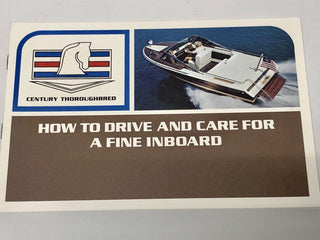 CENTURY THOROUGHBRED
HOW TO DRIVE AND CARE FOR
A FINE INBOARD